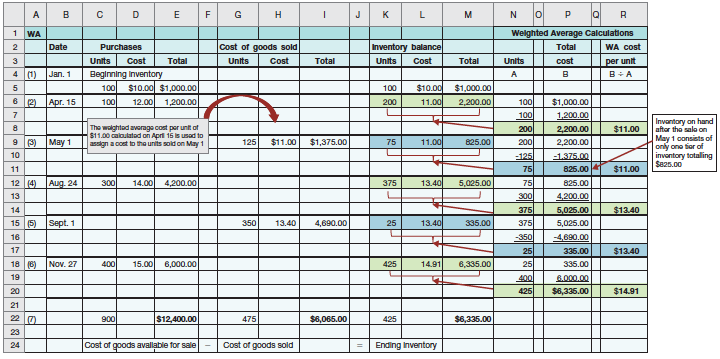 A B C D E F G H I J K L M N O P Q R
1 WA Weighted Average Calculations
2 Date Purchases Cost of goods sold Inventory balance Total WA cost
3 Units Cost Total Units Cost Total Units Cost Total Units cost per unit
4 (1) Jan. 1 Beginning Inventory A B B ÷ A
5 100 $10.00 $1,000.00 100 $10.00 $1,000.00
6 (2) Apr. 15 100 12.00 1,200.00 200 11.00 2,200.00 100 $1,000.00
7 100 1,200.00
8 200 2,200.00 $11.00
The weighted average cost per unit of
$11.00 calculated on April 15 is used to
assign a cost to the units sold on May 1
9 (3) May 1 125 $11.00 $1,375.00 75 11.00 825.00 200 2,200.00
10 -125 -1,375.00
11 75 825.00 $11.00
Inventory on hand
after the sale on
May 1 consists of
only one tier of
inventory totalling
$825.00
12 (4) Aug. 24 300 14.00 4,200.00 375 13.40 5,025.00 75 825.00
13 300 4,200.00
14 375 5,025.00 $13.40
15 (5) Sept. 1 350 13.40 4,690.00 25 13.40 335.00 375 5,025.00
16 -350 -4,690.00
17 25 335.00 $13.40
18 (6) Nov. 27 400 15.00 6,000.00 425 14.91 6,335.00 25 335.00
19 400 6,000.00
20 425 $6,335.00 $14.91
21
22 (7) 900 $12,400.00 475 $6,065.00 425 $6,335.00
23
24 Cost of goods available for sale − Cost of goods sold = Ending Inventory